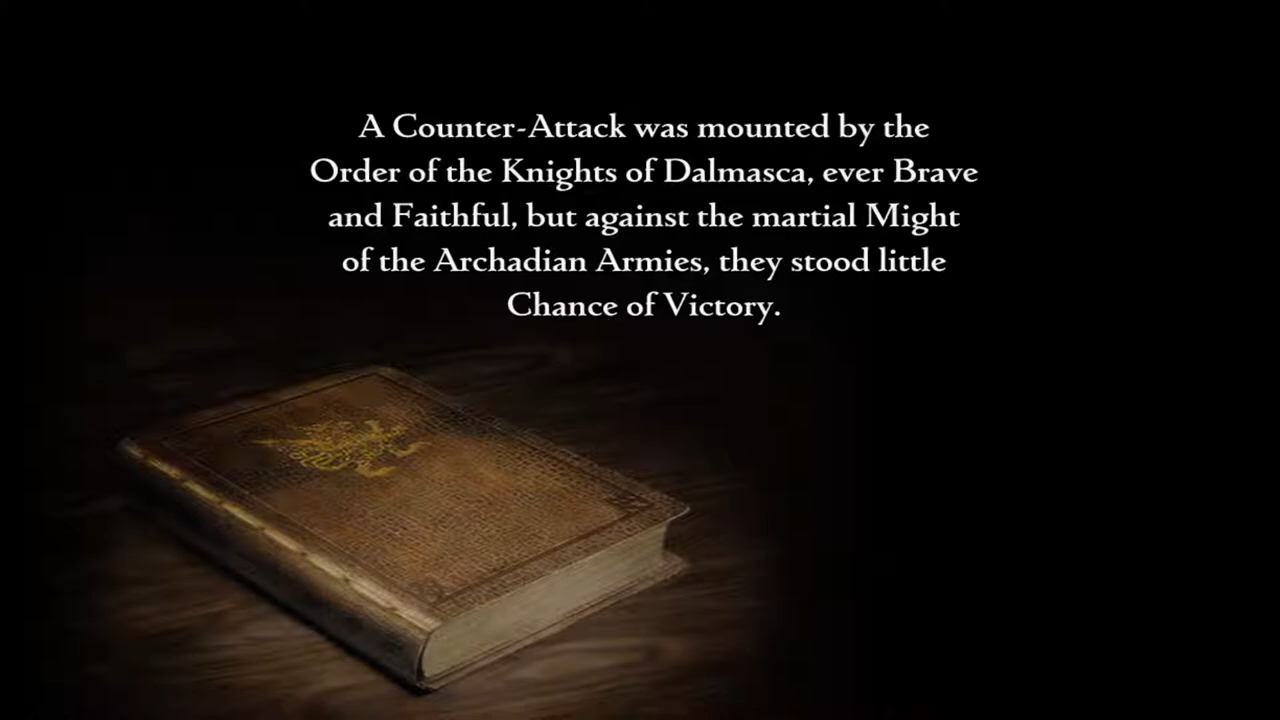 A Counter-Attack was mounted by the
Order of the Knights of Dalmasca, ever Brave
and Faithful, but against the martial Might
of the Archadian Armies, they stood little
Chance of Victory.